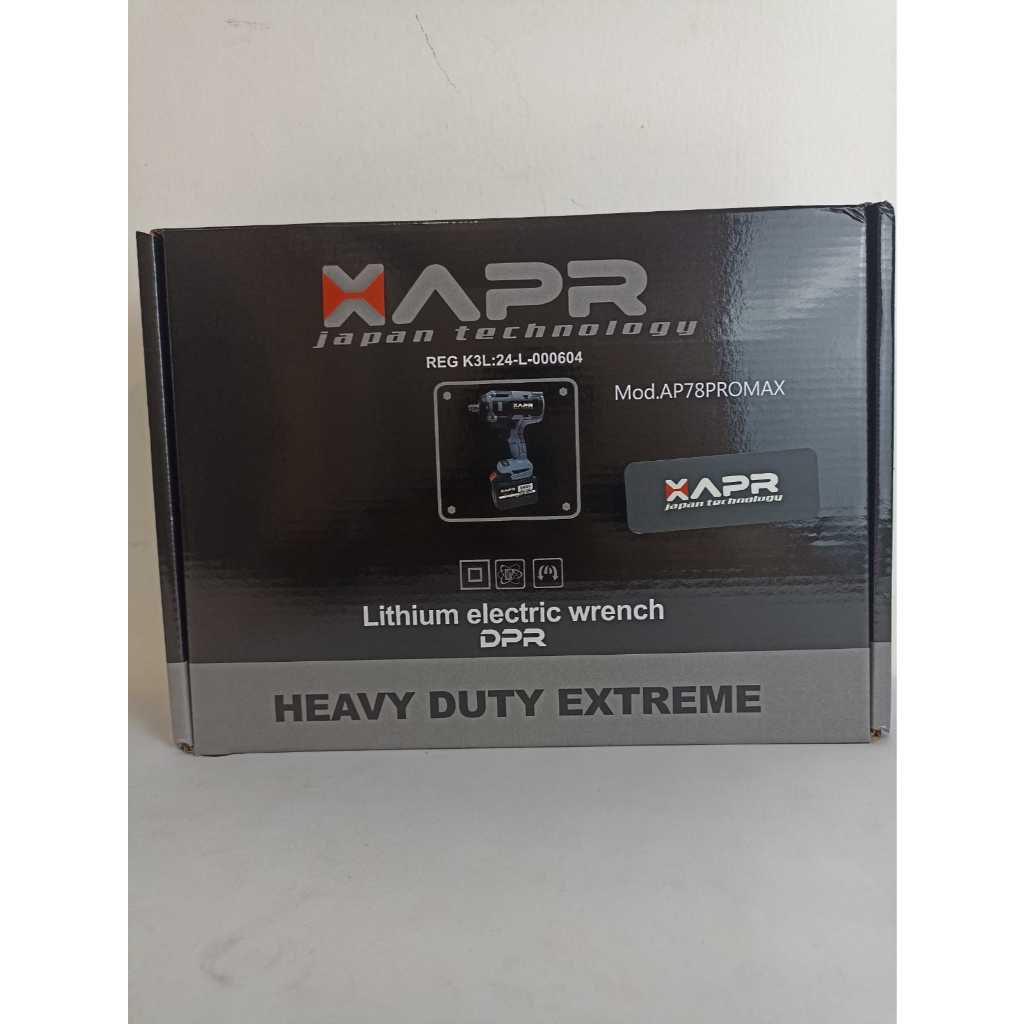 XAPR
japan technology
REG K3L:24-L-000604
Mod.AP78PROMAX
XAPR
XAPR
japan technology
Lithium electric wrench
DPR
HEAVY DUTY EXTREME